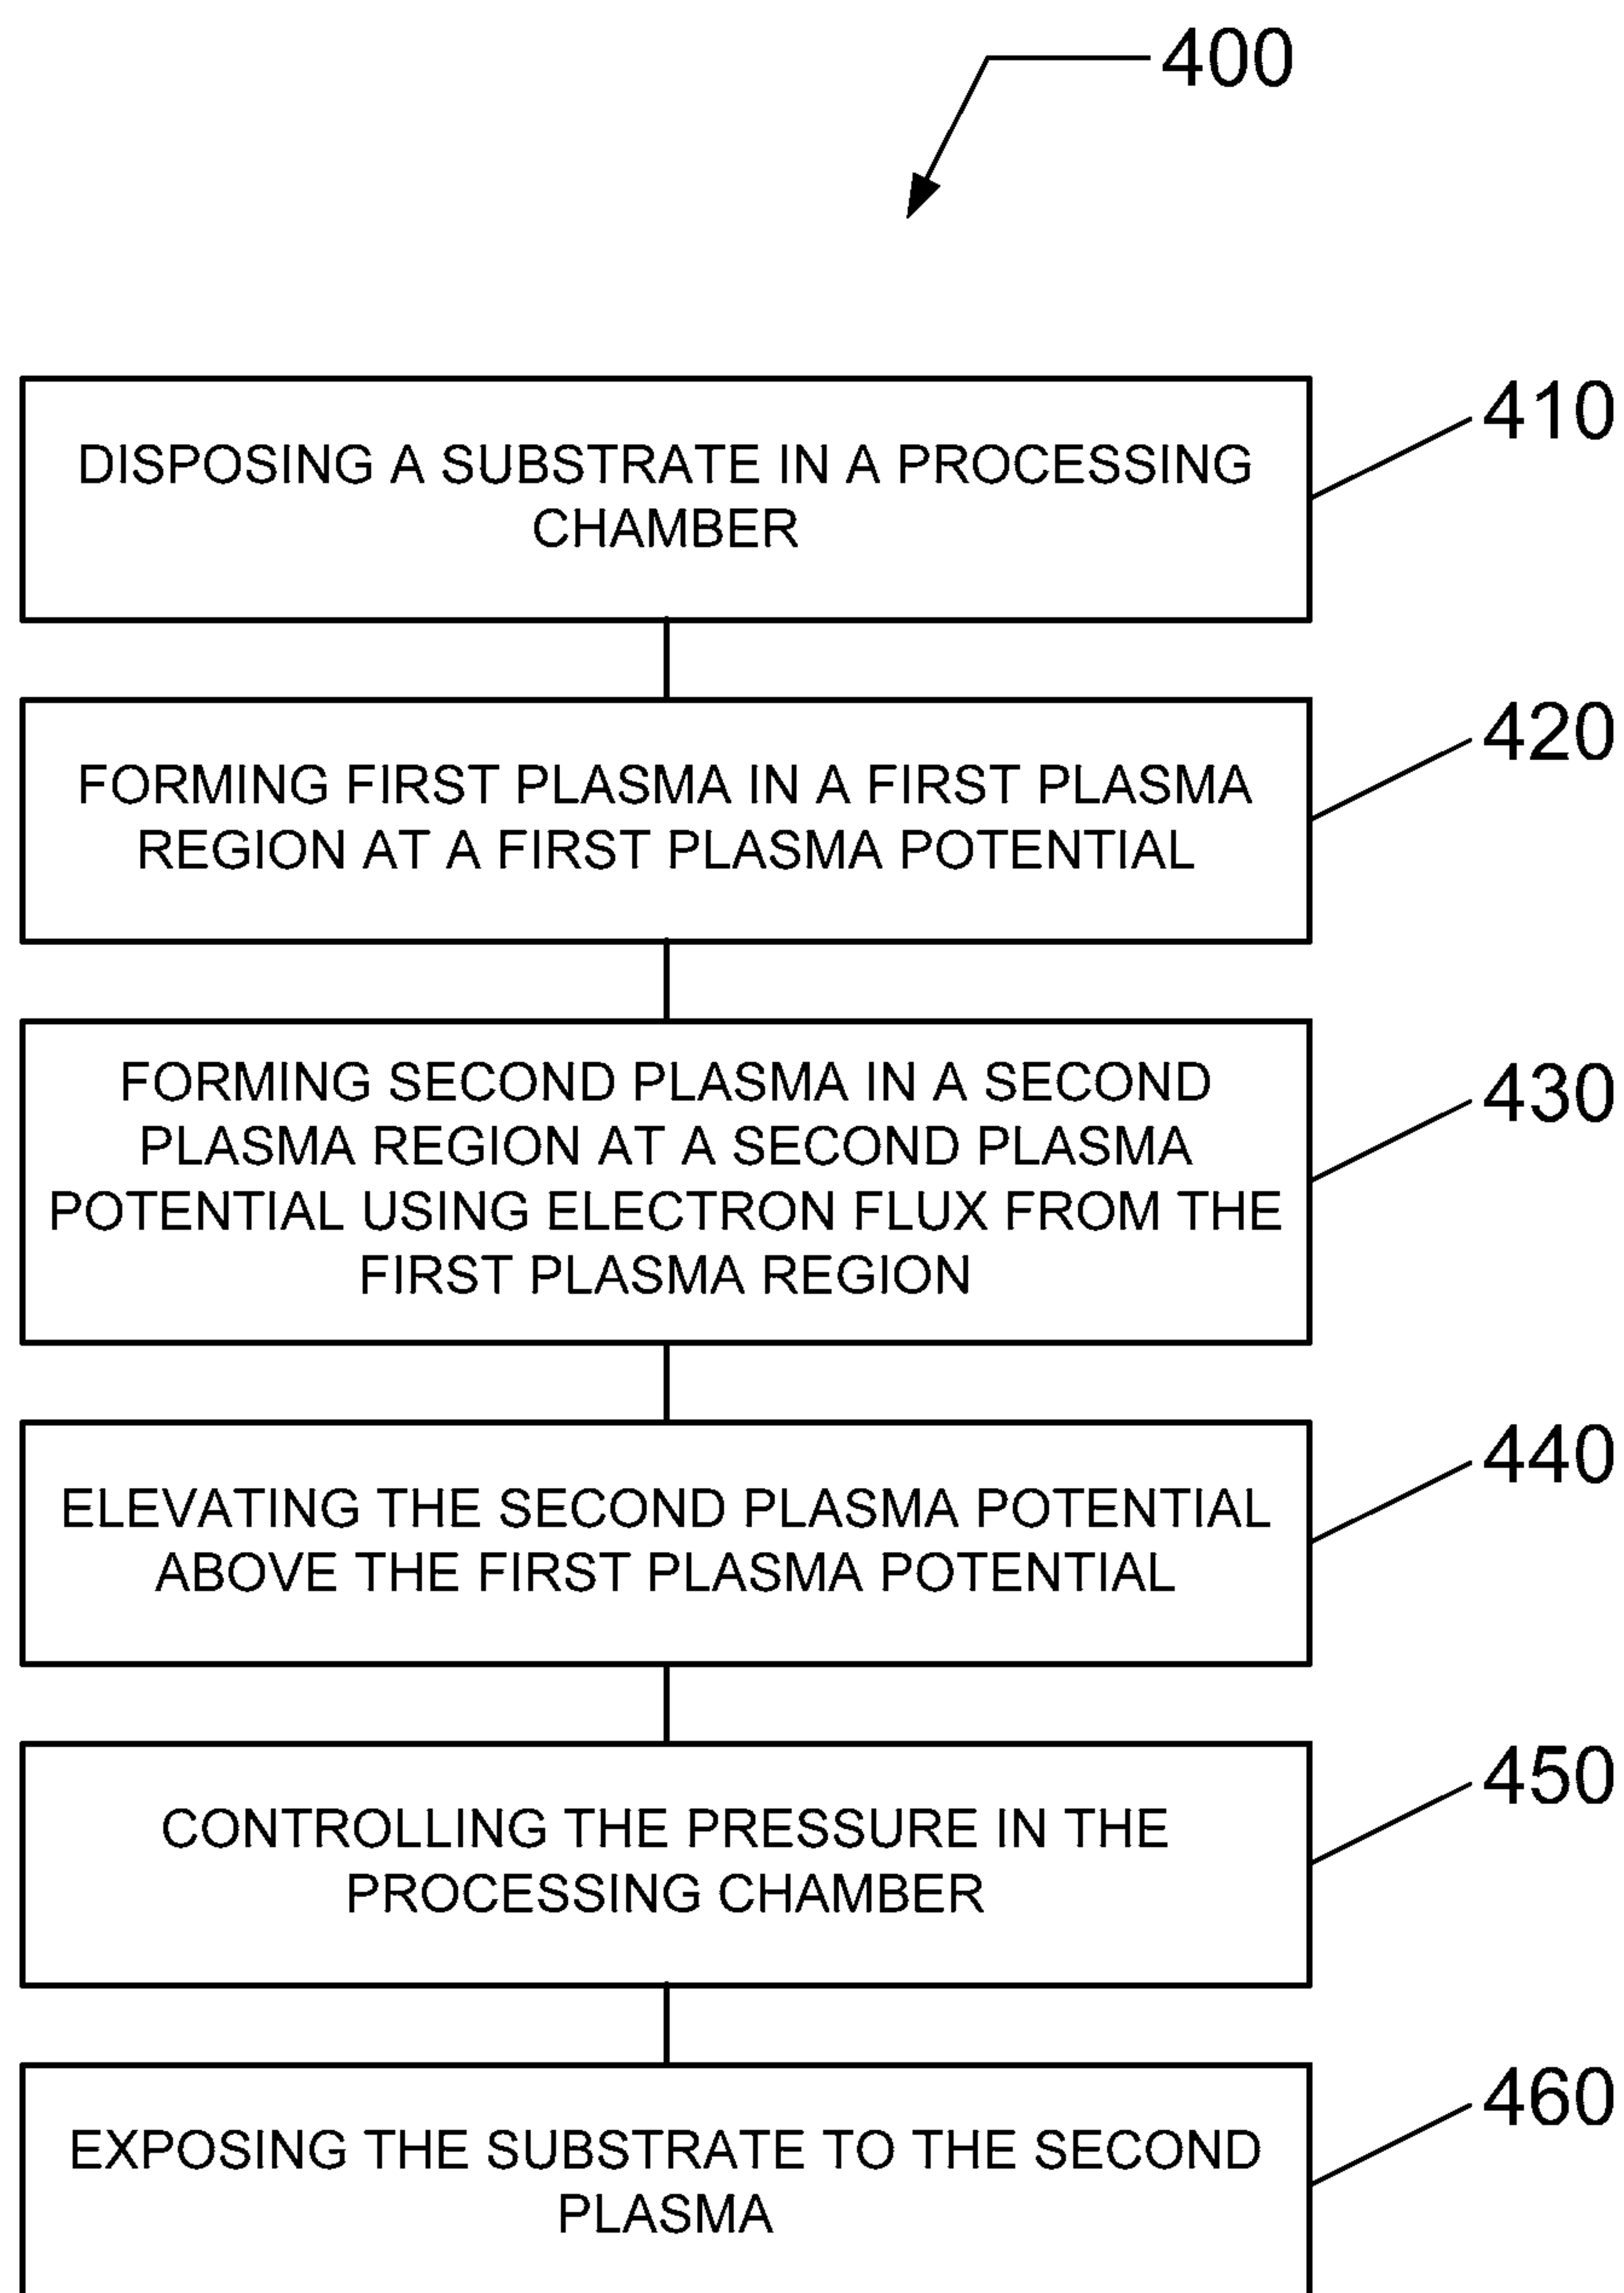 400
410
DISPOSING A SUBSTRATE IN A PROCESSING
CHAMBER
420
FORMING FIRST PLASMA IN A FIRST PLASMA
REGION AT A FIRST PLASMA POTENTIAL
430
FORMING SECOND PLASMA IN A SECOND
PLASMA REGION AT A SECOND PLASMA
POTENTIAL USING ELECTRON FLUX FROM THE
FIRST PLASMA REGION
440
ELEVATING THE SECOND PLASMA POTENTIAL
ABOVE THE FIRST PLASMA POTENTIAL
450
CONTROLLING THE PRESSURE IN THE
PROCESSING CHAMBER
460
EXPOSING THE SUBSTRATE TO THE SECOND
PLASMA